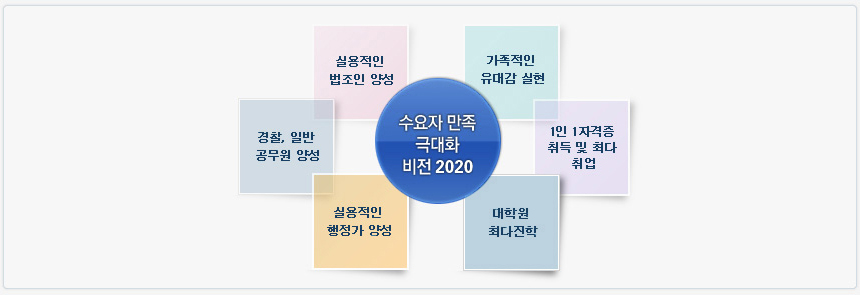 실용적인
법조인 양성
가족적인
유대감 실현
경찰, 일반
공무원 양성
수요자 만족
극대화
비전 2020
1인 1자격증
취득 및 최다
취업
실용적인
행정가 양성
대학원
최다진학